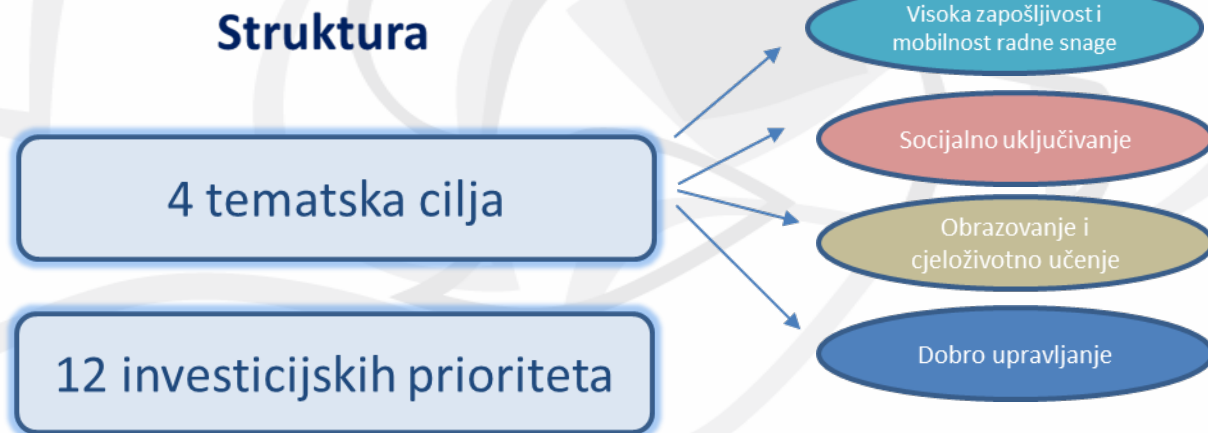 Struktura
4 tematska cilja
12 investicijskih prioriteta
Visoka zapošljivost i
mobilnost radne snage
Socijalno uključivanje
Obrazovanje i
cjeloživotno učenje
Dobro upravljanje